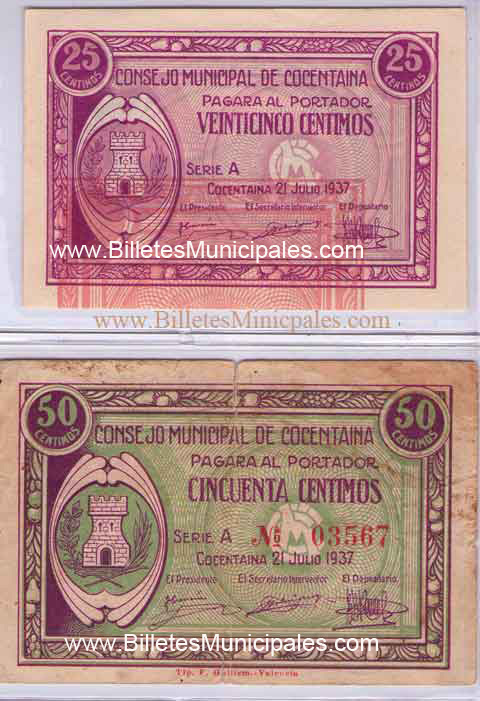 25 CENTIMOS
25 CENTIMOS
CONSEJO MUNICIPAL DE COCENTAINA
PAGARA AL PORTADOR
VEINTICINCO CENTIMOS
SERIE A
COCENTAINA 21 JULIO 1937
El Presidente El Secretario Interventor El Depositario
www.BilletesMunicipales.com
www.BilletesMinicpales.com
50 CENTIMOS
50 CENTIMOS
CONSEJO MUNICIPAL DE COCENTAINA
PAGARA AL PORTADOR
CINCUENTA CENTIMOS
SERIE A No 03567
COCENTAINA 21 JULIO 1937
El Presidente El Secretario Interventor El Depositario
www.BilletesMunicipales.com
Tip. F. -Valencia